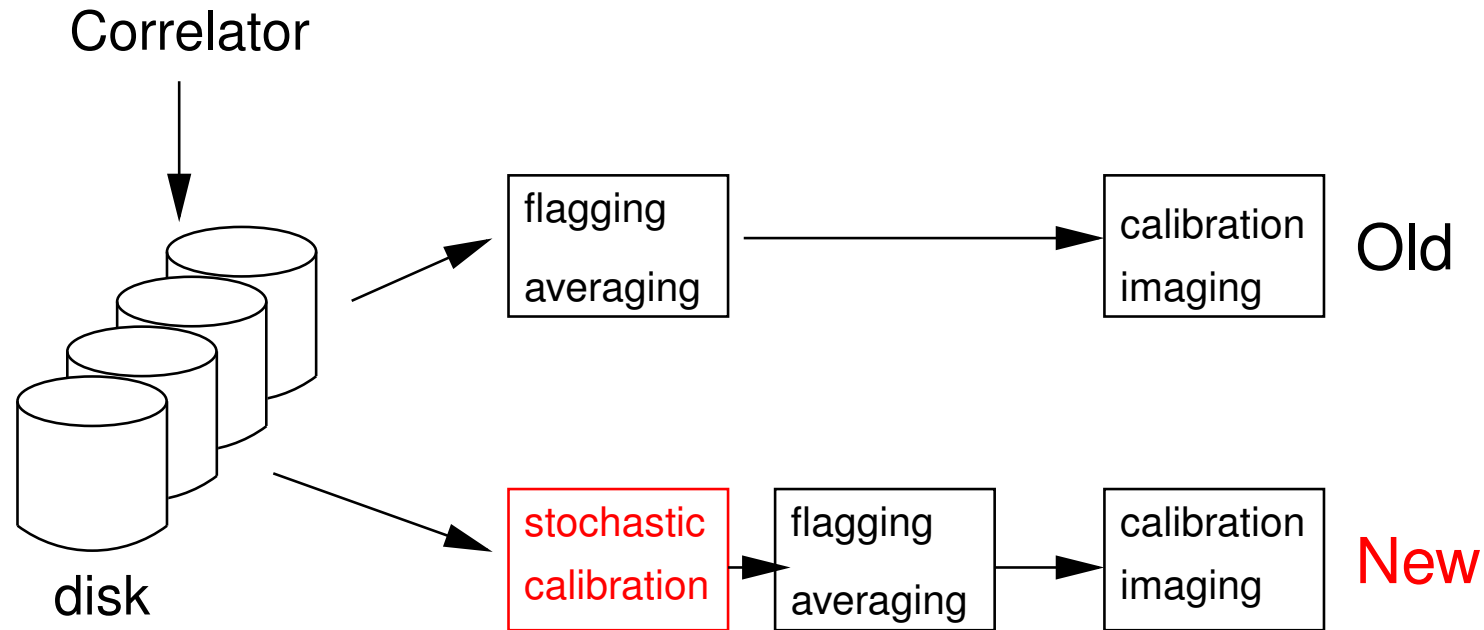 Correlator
flagging
averaging
calibration
imaging
Old
disk
stochastic
calibration
flagging
averaging
calibration
imaging
New